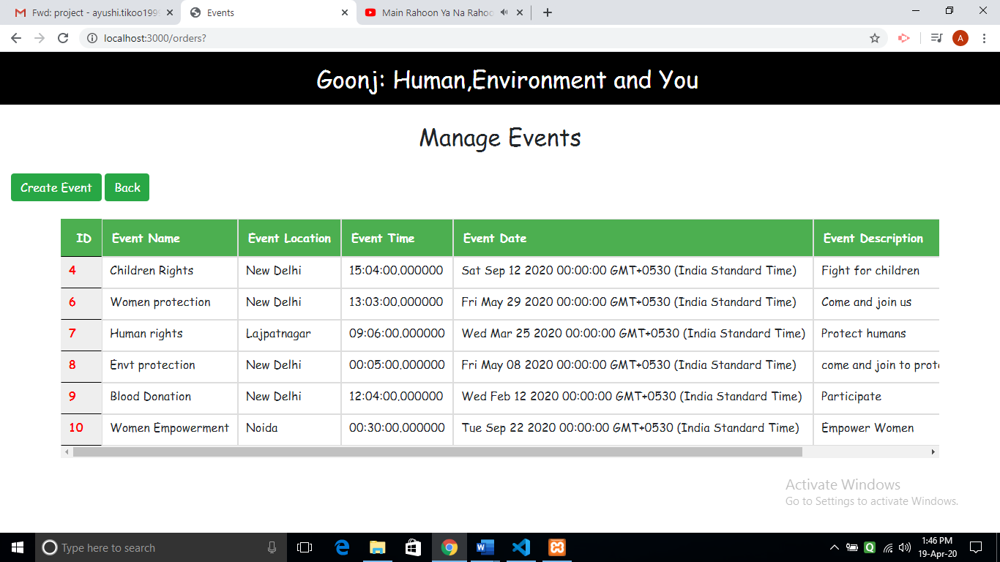 Fwd: project - ayushi.tikoo1999
Events
Main Rahoon Ya Na Rahoo
localhost:3000/orders?
A
Goonj: Human,Environment and You
Manage Events
Create Event Back
ID Event Name Event Location Event Time Event Date Event Description
4 Children Rights New Delhi 15:04:00.000000 Sat Sep 12 2020 00:00:00 GMT+0530 (India Standard Time) Fight for children
6 Women protection New Delhi 13:03:00.000000 Fri May 29 2020 00:00:00 GMT+0530 (India Standard Time) Come and join us
7 Human rights Lajpatnagar 09:06:00.000000 Wed Mar 25 2020 00:00:00 GMT+0530 (India Standard Time) Protect humans
8 Envt protection New Delhi 00:05:00.000000 Fri May 08 2020 00:00:00 GMT+0530 (India Standard Time) come and join to prote
9 Blood Donation New Delhi 12:04:00.000000 Wed Feb 12 2020 00:00:00 GMT+0530 (India Standard Time) Participate
10 Women Empowerment Noida 00:30:00.000000 Tue Sep 22 2020 00:00:00 GMT+0530 (India Standard Time) Empower Women
Activate Windows
Go to Settings to activate Windows.
Type here to search
1:46 PM
19-Apr-20